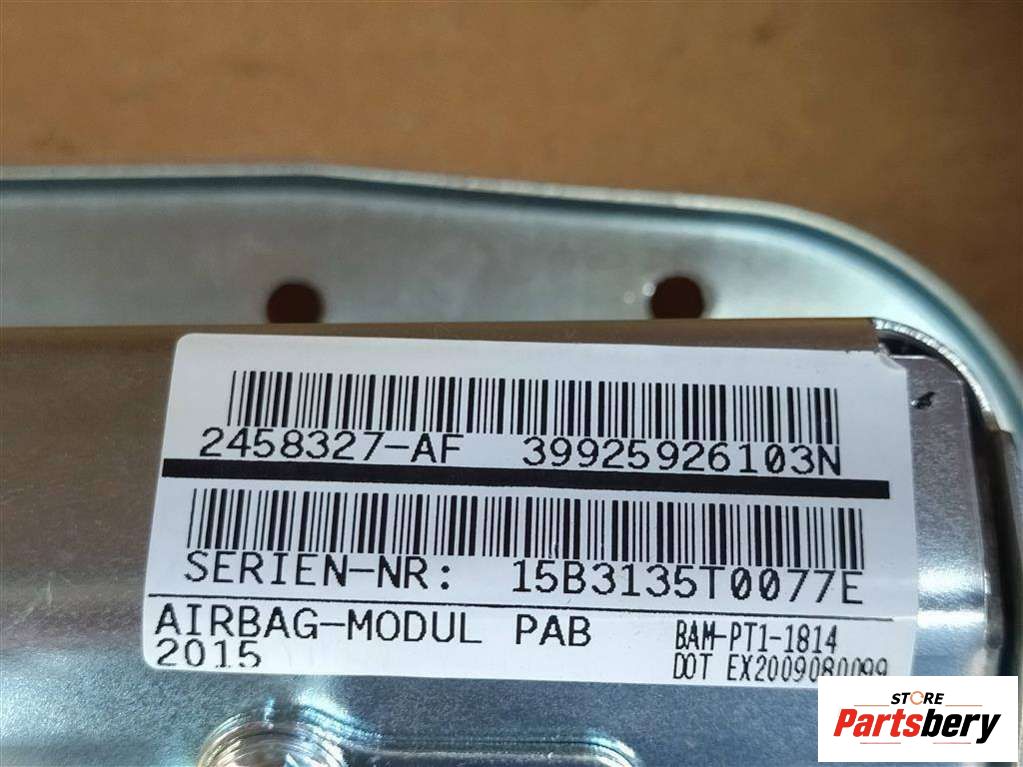 2458327-AF 39925926103N
SERIEN-NR: 15B3135T0077E
AIRBAG-MODUL PAB BAM-PT1-1814
2015 DOT EX2009080099
STORE
Partsbery